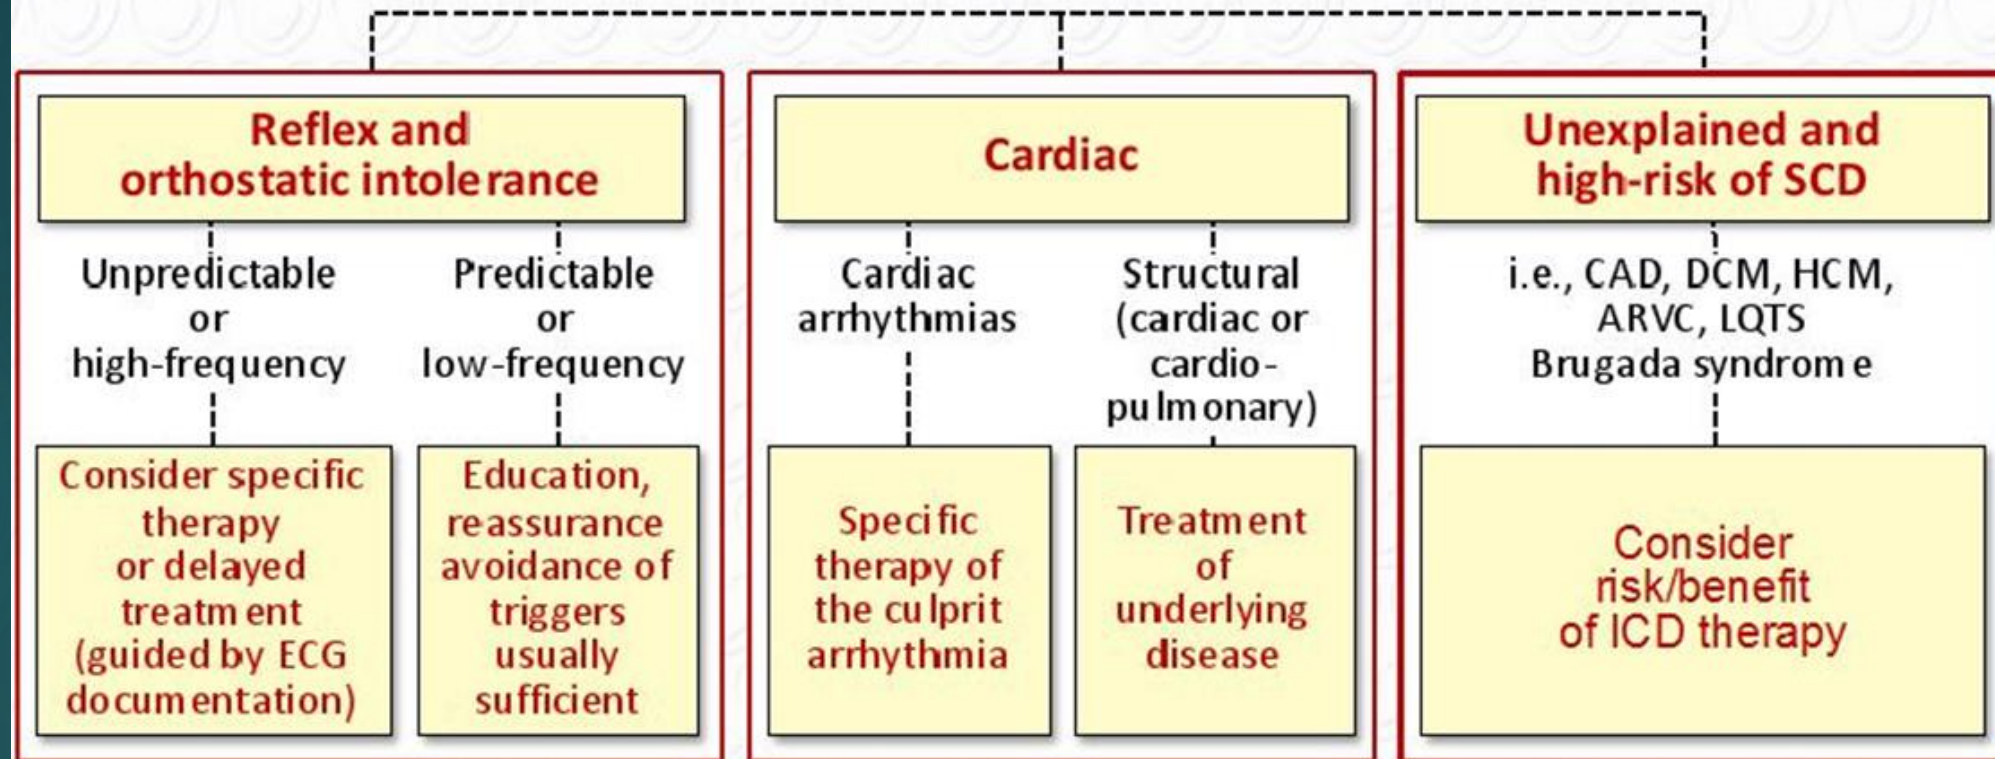 Reflex and
orthostatic intolerance
Unpredictable
or
high-frequency
Predictable
or
low-frequency
Consider specific
therapy
or delayed
treatment
(guided by ECG
documentation)
Education,
reassurance
avoidance of
triggers
usually
sufficient
Cardiac
Cardiac
arrhythmias
Structural
(cardiac or
cardio-
pulmonary)
Specific
therapy of
the culprit
arrhythmia
Treatment
of
underlying
disease
Unexplained and
high-risk of SCD
i.e., CAD, DCM, HCM,
ARVC, LQTS
Brugada syndrome
Consider
risk/benefit
of ICD therapy